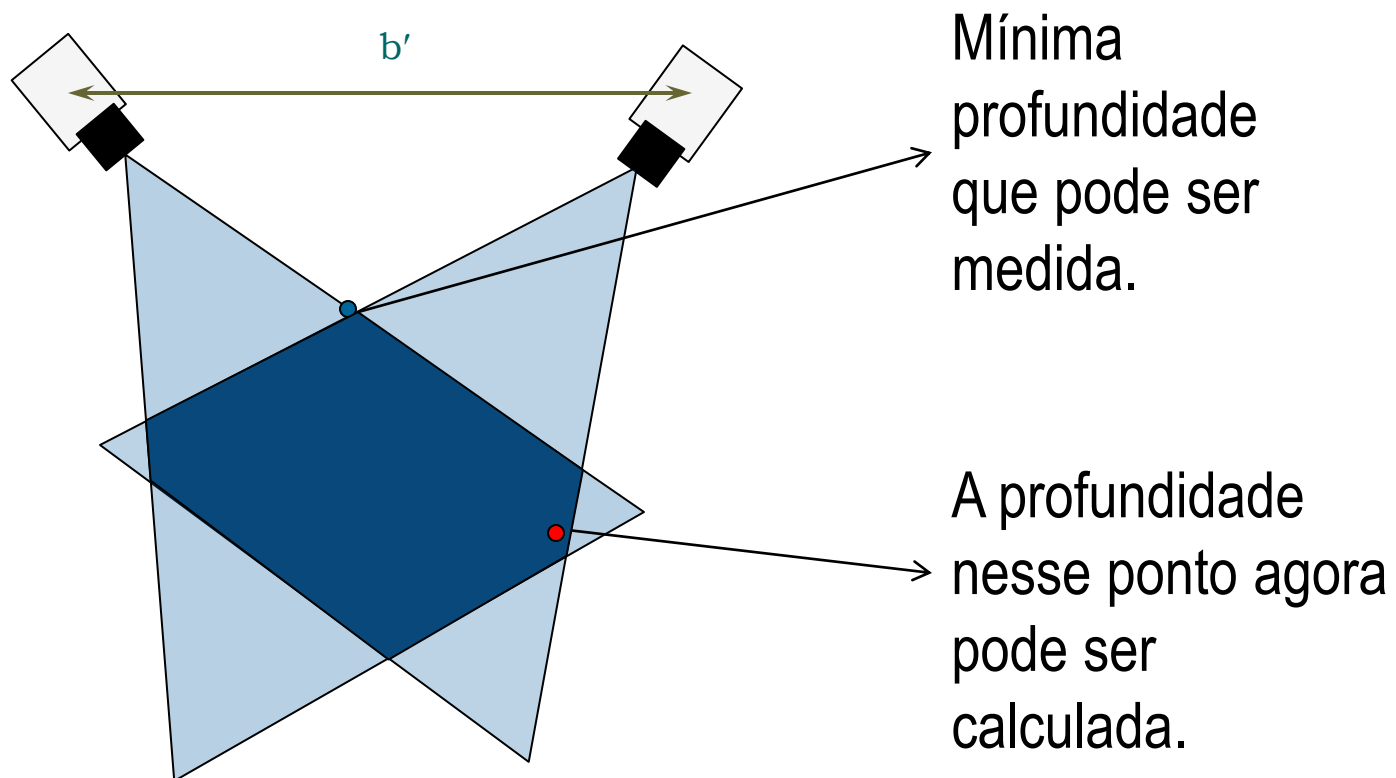 b′
Mínima
profundidade
que pode ser
medida.
A profundidade
nesse ponto agora
pode ser
calculada.